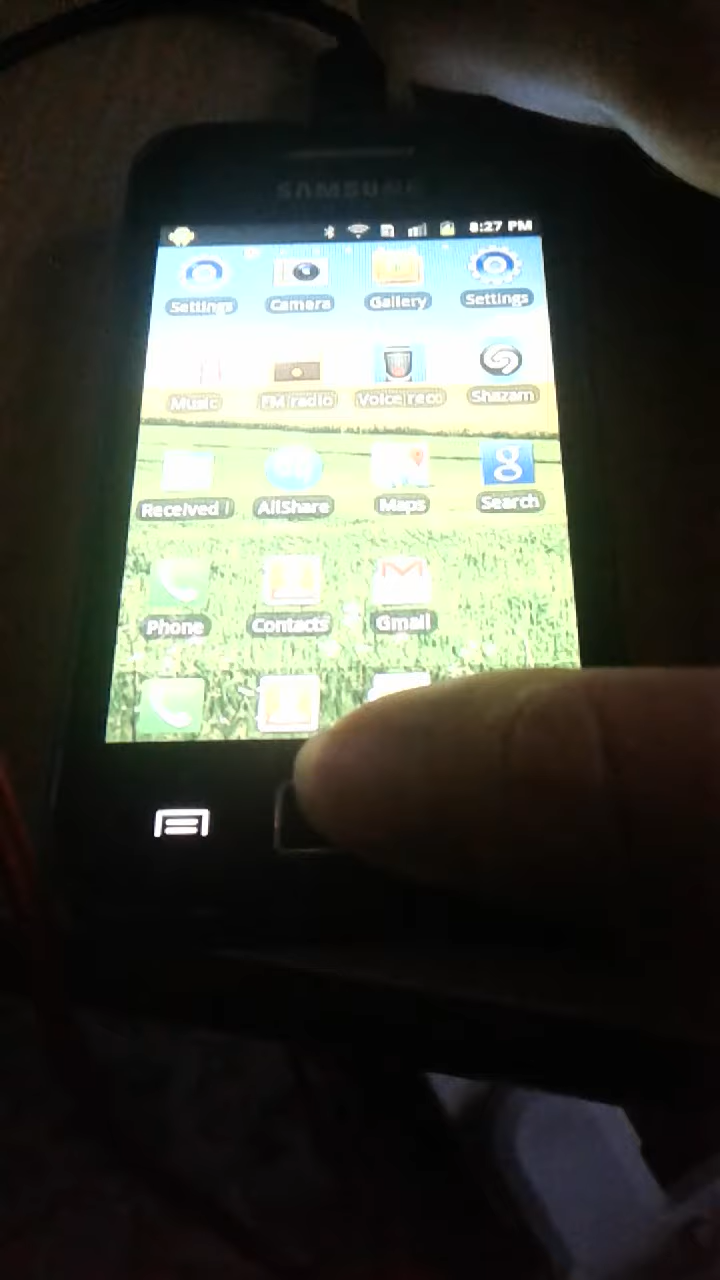 SAMSUNG
8:27 PM
Settings Camera Gallery Settings
Music FM radio Voice reco Shazam
Received AllShare Maps Search
Phone Contacts Gmail